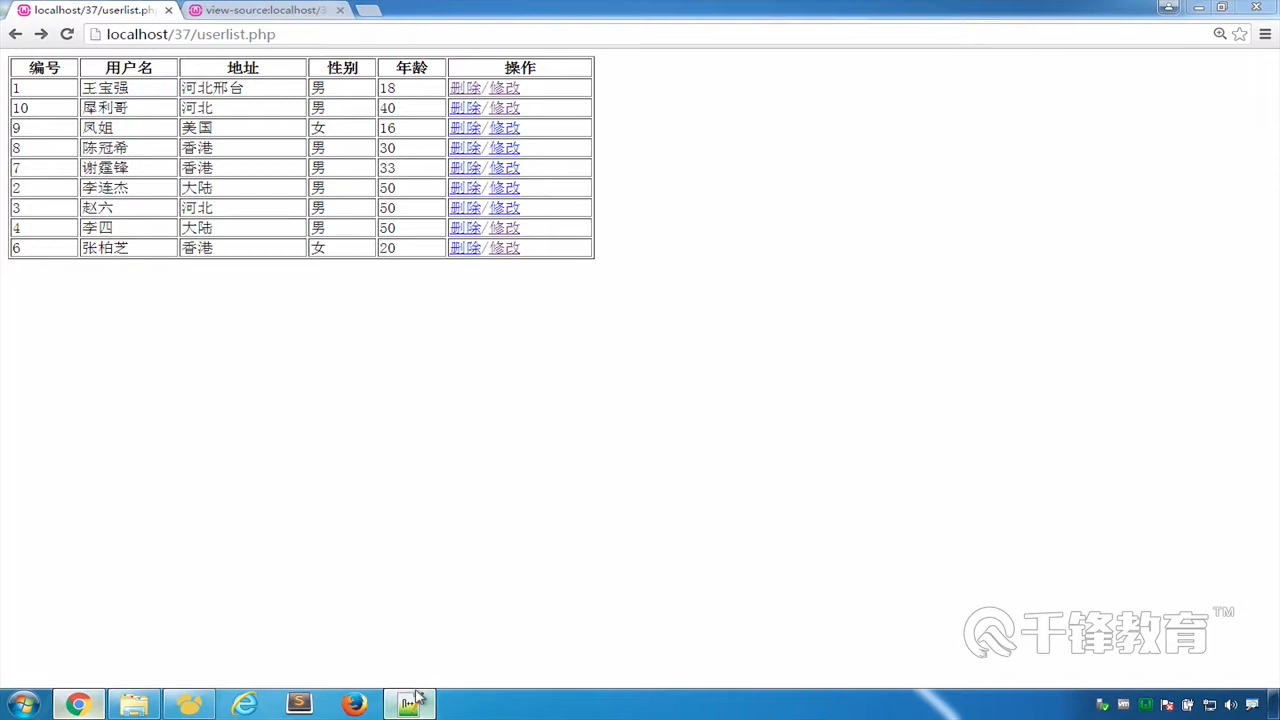 localhost/37/userlist.ph
view-source:localhost/3
localhost/37/userlist.php
编号 用户名 地址 性别 年龄 操作
1 王宝强 河北邢台 男 18 删除/修改
10 犀利哥 河北 男 40 删除/修改
9 凤姐 美国 女 16 删除/修改
8 陈冠希 香港 男 30 删除/修改
7 谢霆锋 香港 男 33 删除/修改
2 李连杰 大陆 男 50 删除/修改
3 赵六 河北 男 50 删除/修改
4 李四 大陆 男 50 删除/修改
6 张柏芝 香港 女 20 删除/修改
千锋教育™